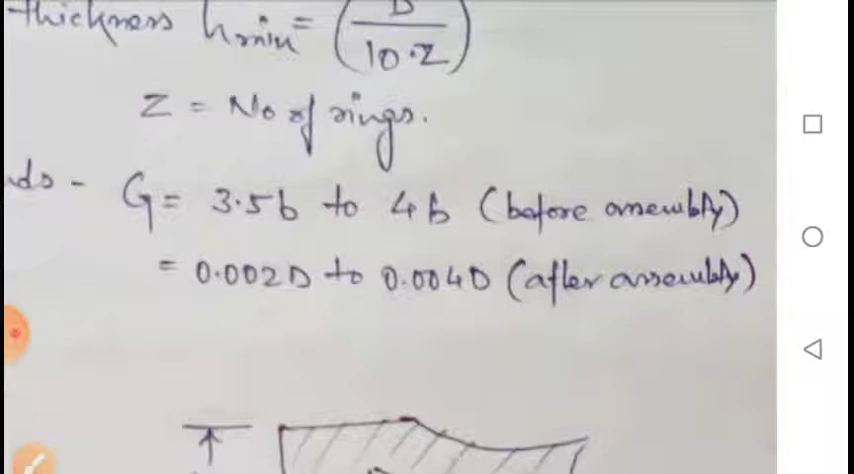 thickness hmin = (D/10·Z)
Z = No of rings.
nds - G = 3.5b to 4b (before assembly)
= 0.002D to 0.004D (after assembly)